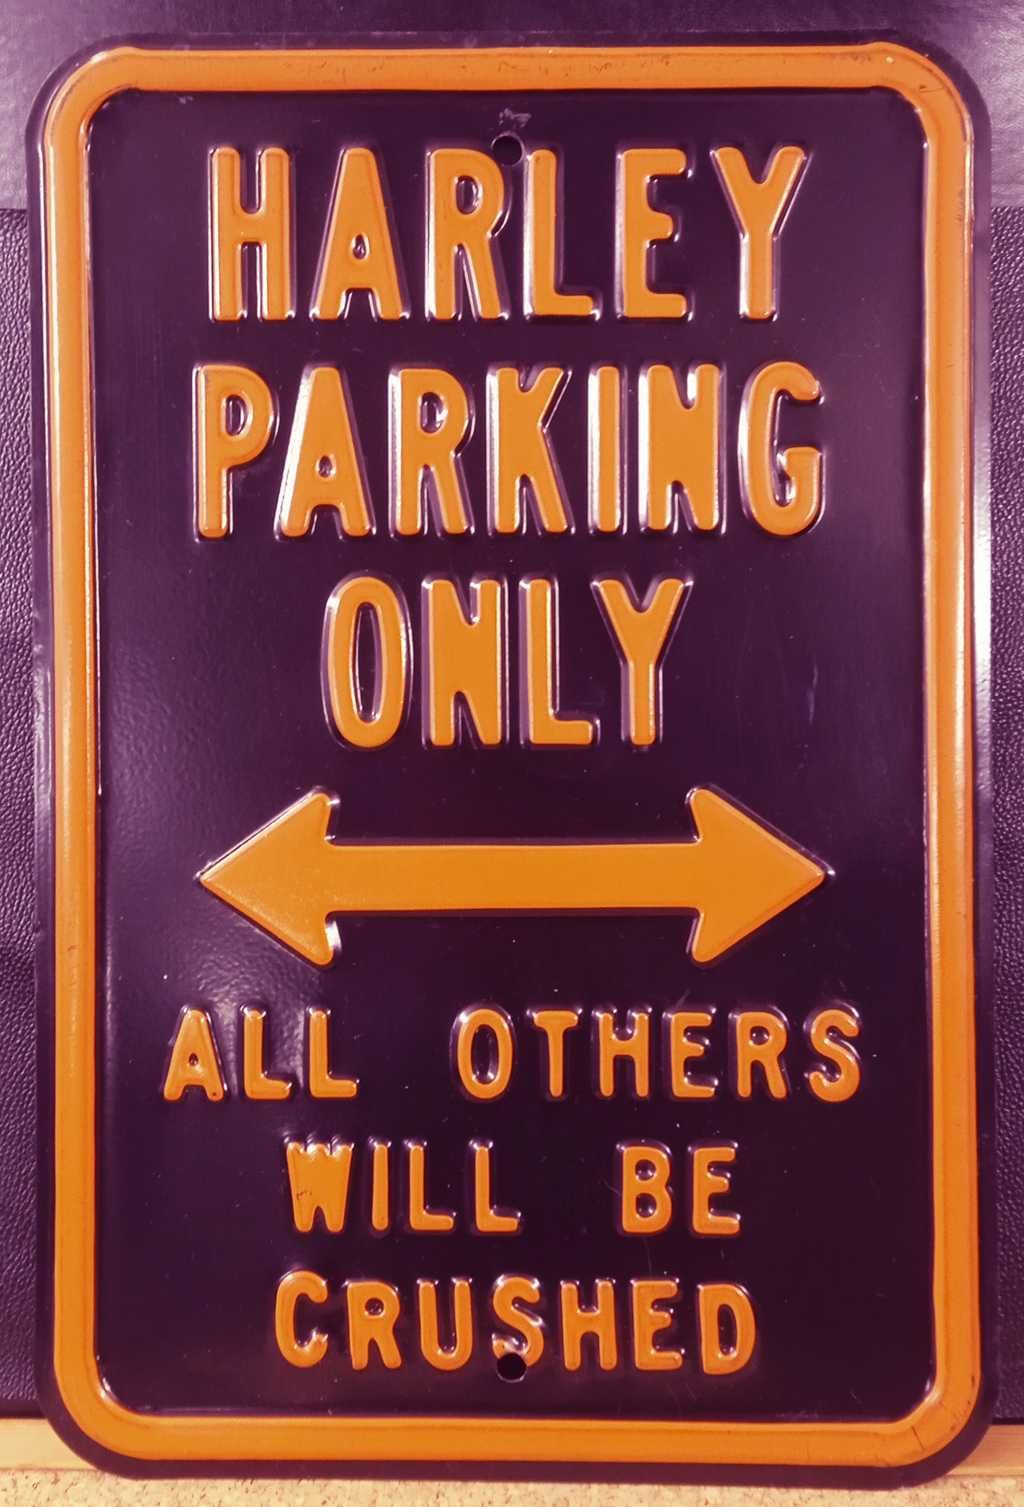 HARLEY
PARKING
ONLY
ALL OTHERS
WILL BE
CRUSHED